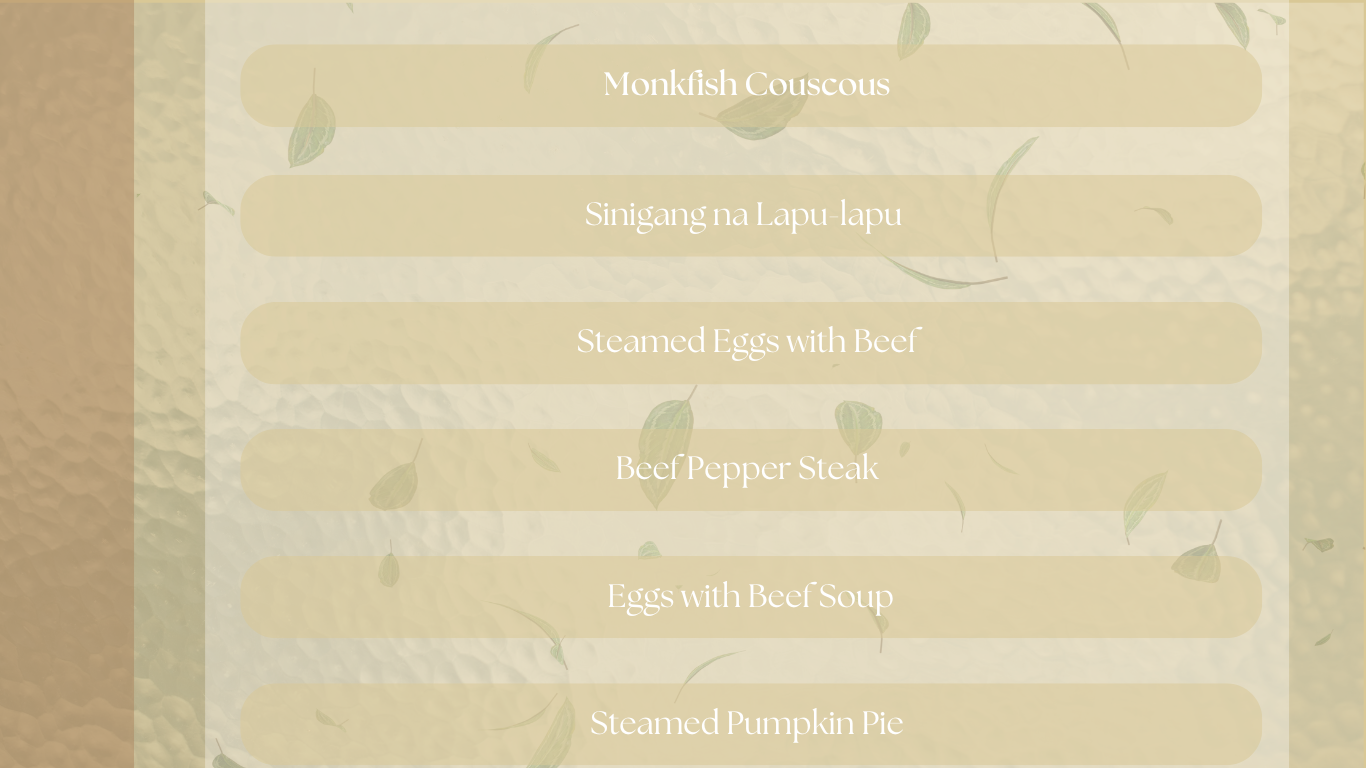 Monkfish Couscous
Sinigang na Lapu-lapu
Steamed Eggs with Beef
Beef Pepper Steak
Eggs with Beef Soup
Steamed Pumpkin Pie